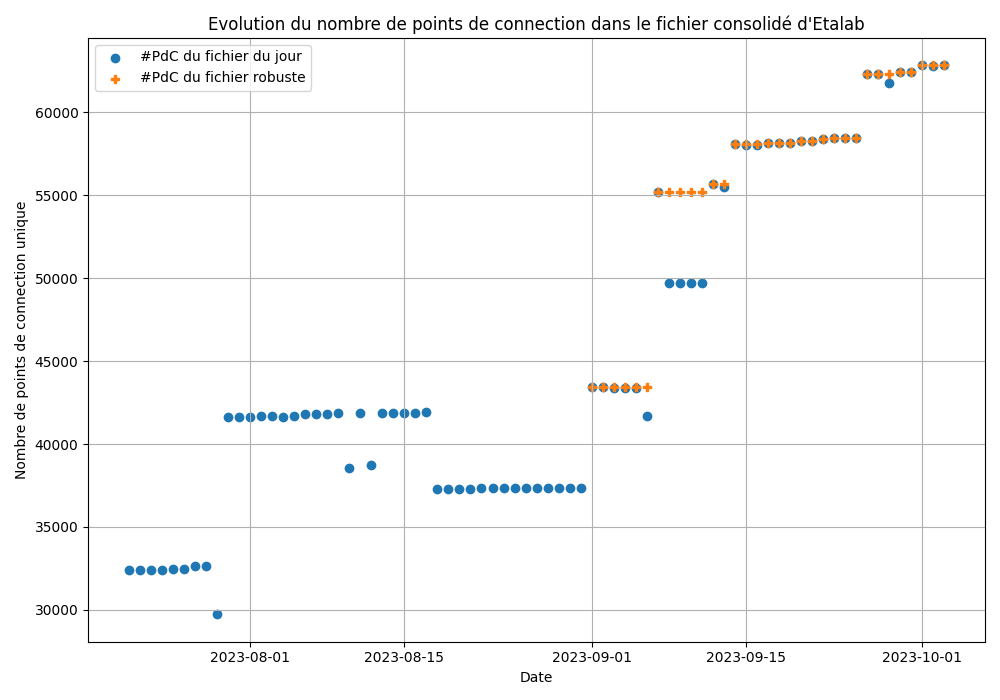 Evolution du nombre de points de connection dans le fichier consolidé d'Etalab
#PdC du fichier du jour
#PdC du fichier robuste
Nombre de points de connection unique
60000
55000
50000
45000
40000
35000
30000
2023-08-01
2023-08-15
2023-09-01
2023-09-15
2023-10-01
Date